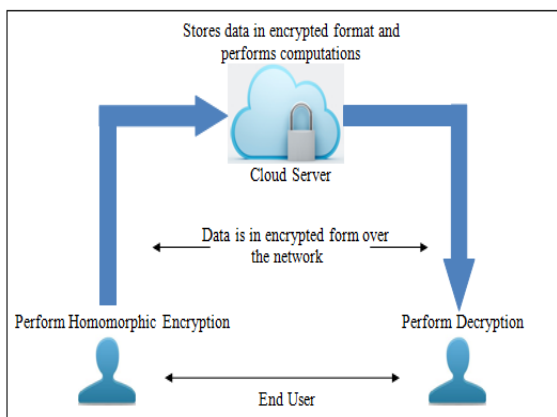 Stores data in encrypted format and
performs computations
Cloud Server
Data is in encrypted form over
the network
Perform Homomorphic Encryption
Perform Decryption
End User